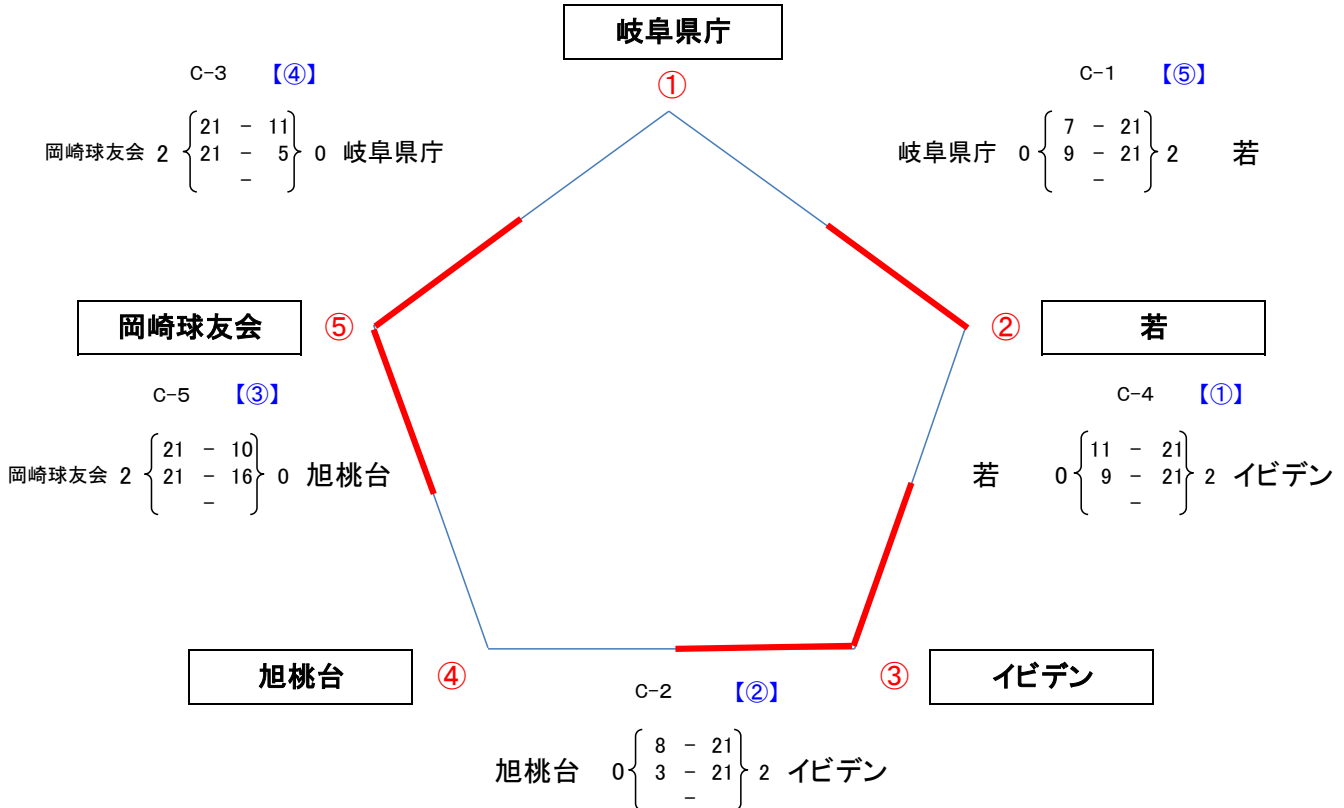 岐阜県庁
①
C-3 【④】
岡崎球友会 2 21 - 11 0 岐阜県庁
21 - 5
-
C-1 【⑤】
岐阜県庁 0 7 - 21 2 若
9 - 21
-
岡崎球友会 ⑤
② 若
C-5 【③】
岡崎球友会 2 21 - 10 0 旭桃台
21 - 16
-
C-4 【①】
若 0 11 - 21 2 イビデン
9 - 21
-
旭桃台 ④
③ イビデン
C-2 【②】
旭桃台 0 8 - 21 2 イビデン
3 - 21
-